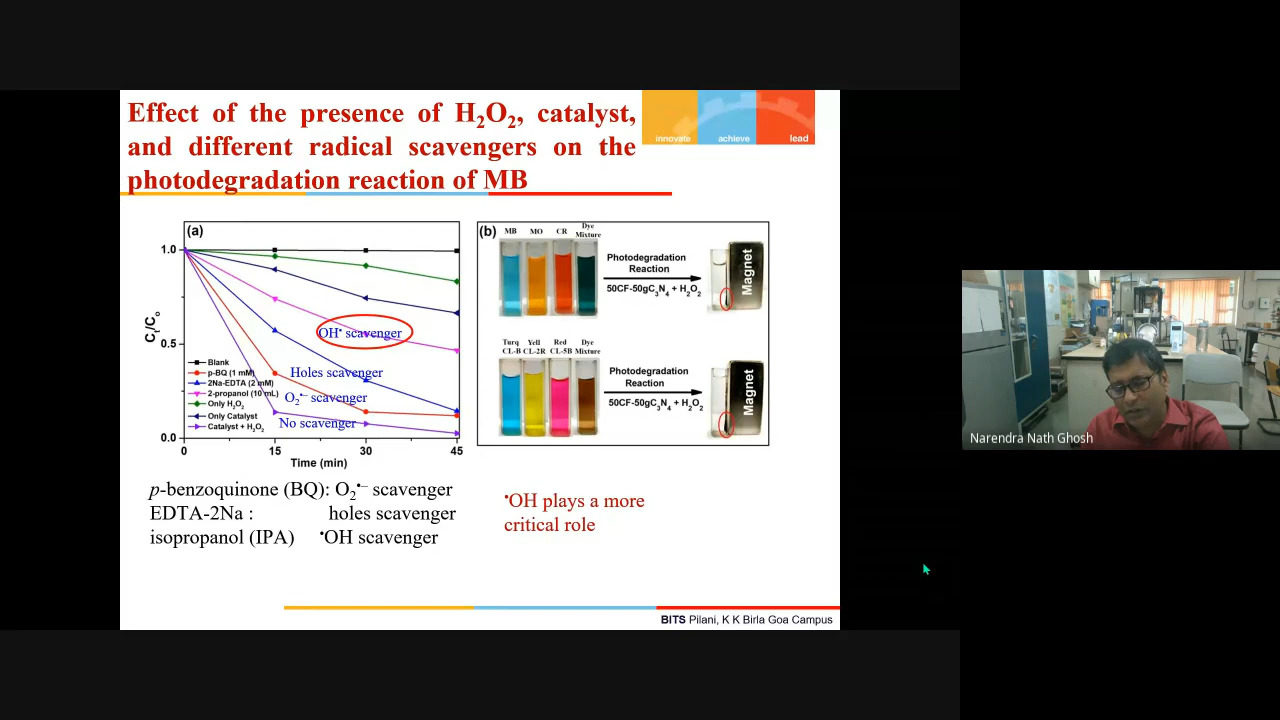 Effect of the presence of H₂O₂, catalyst,
and different radical scavengers on the
photodegradation reaction of MB
innovate achieve lead
(a)
1.0
0.5
0.0
Cₜ/Cₒ
OH• scavenger
Holes scavenger
O₂•⁻ scavenger
No scavenger
Blank
p-BQ (1 mM)
2Na-EDTA (2 mM)
2-propanol (10 mL)
Only H₂O₂
Only Catalyst
Catalyst + H₂O₂
0 15 30 45
Time (min)
(b)
MB MO CR Dye Mixture
Photodegradation
Reaction
50CF-50gC₃N₄ + H₂O₂
Magnet
Turq CL-B Yell CL-2R Red CL-5B Dye Mixture
Photodegradation
Reaction
50CF-50gC₃N₄ + H₂O₂
Magnet
p-benzoquinone (BQ): O₂•⁻ scavenger
EDTA-2Na : holes scavenger
isopropanol (IPA) •OH scavenger
•OH plays a more
critical role
BITS Pilani, K K Birla Goa Campus
Narendra Nath Ghosh